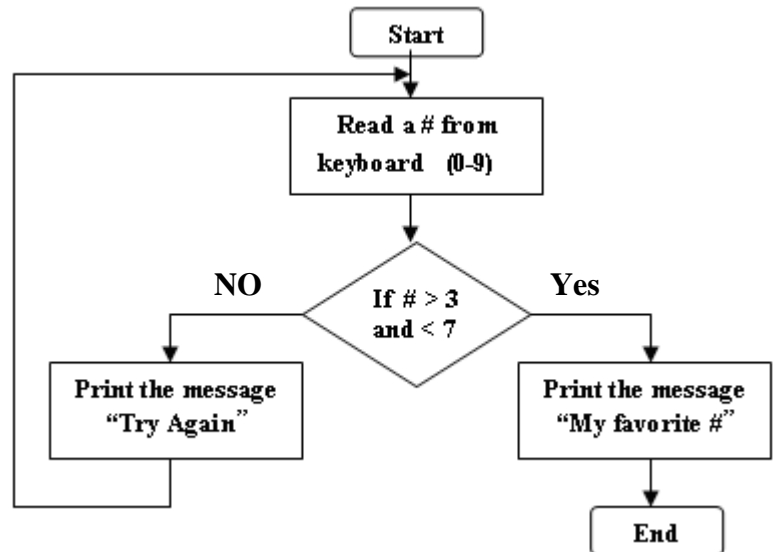 Start
Read a # from
keyboard (0-9)
NO
Yes
If # > 3
and < 7
Print the message
“Try Again”
Print the message
“My favorite #”
End